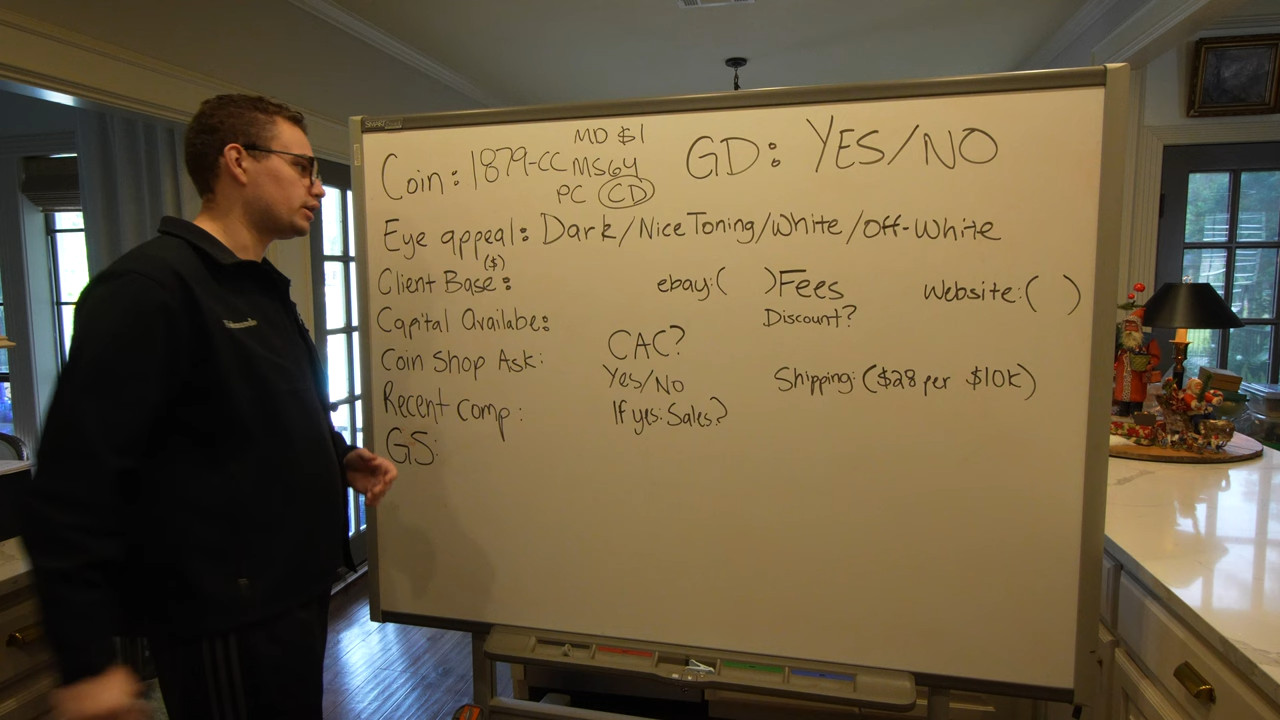 MD $1
Coin: 1879-CC MS64 GD: YES/NO
PC CD
Eye appeal: Dark/Nice Toning/White/Off-White
($)
Client Base: ebay:( )Fees Website:( )
Discount?
Capital Availabe:
CAC?
Coin Shop Ask:
Yes/No Shipping: ($28 per $10K)
Recent Comp:
If yes: Sales?
GS: